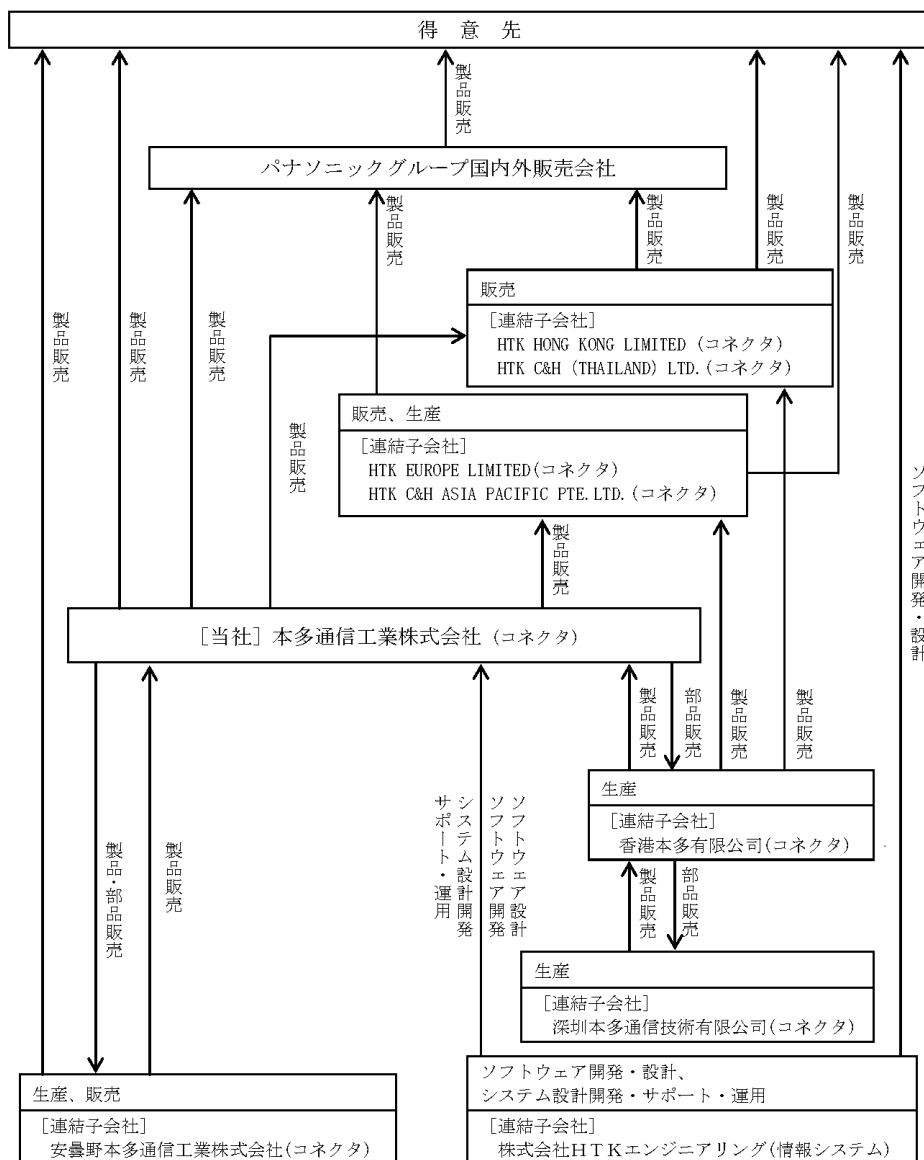 得 意 先
製品販売
パナソニックグループ国内外販売会社
製品販売
製品販売
製品販売
製品販売
製品販売
製品販売
製品販売
販売
[連結子会社]
HTK HONG KONG LIMITED (コネクタ)
HTK C&H (THAILAND) LTD. (コネクタ)
販売、生産
[連結子会社]
HTK EUROPE LIMITED(コネクタ)
HTK C&H ASIA PACIFIC PTE.LTD. (コネクタ)
製品販売
製品販売
ソフトウェア開発・設計
[当社] 本多通信工業株式会社 (コネクタ)
製品販売
部品販売
製品販売
製品販売
生産
[連結子会社]
香港本多有限公司(コネクタ)
製品・部品販売
製品販売
ソフトウェア設計
ソフトウェア開発
システム設計開発
サポート・運用
製品販売
部品販売
生産
[連結子会社]
深圳本多通信技術有限公司(コネクタ)
生産、販売
[連結子会社]
安曇野本多通信工業株式会社(コネクタ)
ソフトウェア開発・設計、
システム設計開発・サポート・運用
[連結子会社]
株式会社HTKエンジニアリング(情報システム)